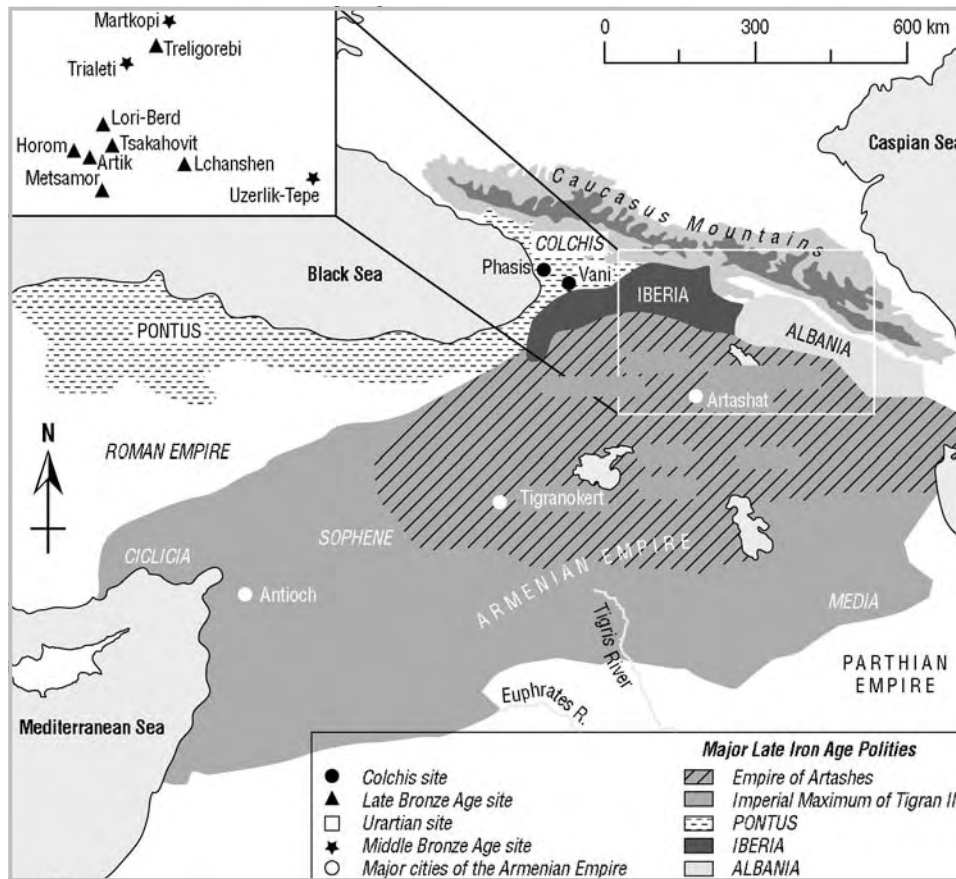 Martkopi
Treligorebi
Trialeti
Lori-Berd
Horom
Tsakahovit
Artik
Lchanshen
Metsamor
Uzerlik-Tepe
0 300 600 km
Caspian Sea
Caucasus Mountains
COLCHIS
Phasis
Vani
Black Sea
IBERIA
PONTUS
ALBANIA
Artashat
N
ROMAN EMPIRE
Tigranokert
SOPHENE
CICLICIA
ARMENIAN EMPIRE
Antioch
MEDIA
Tigris River
PARTHIAN
EMPIRE
Euphrates R.
Mediterranean Sea
Colchis site
Late Bronze Age site
Urartian site
Middle Bronze Age site
Major cities of the Armenian Empire
Major Late Iron Age Polities
Empire of Artashes
Imperial Maximum of Tigran II
PONTUS
IBERIA
ALBANIA